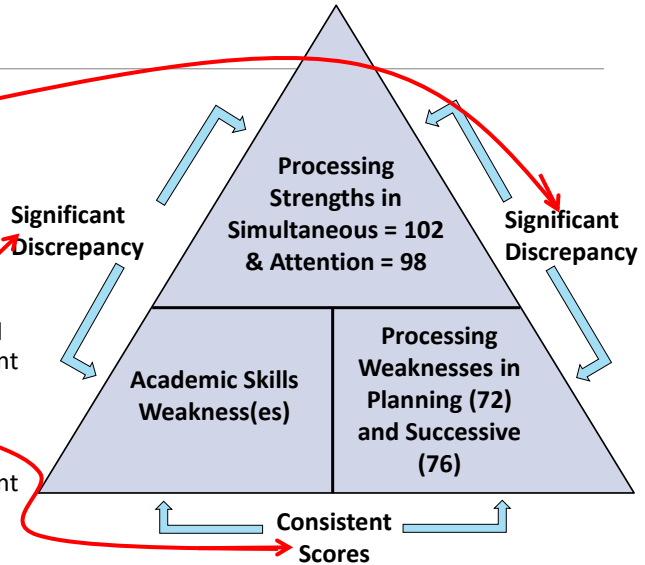 Processing
Strengths in
Simultaneous = 102
& Attention = 98
Significant
Discrepancy
Significant
Discrepancy
Academic Skills
Weakness(es)
Processing
Weaknesses in
Planning (72)
and Successive
(76)
Consistent
Scores